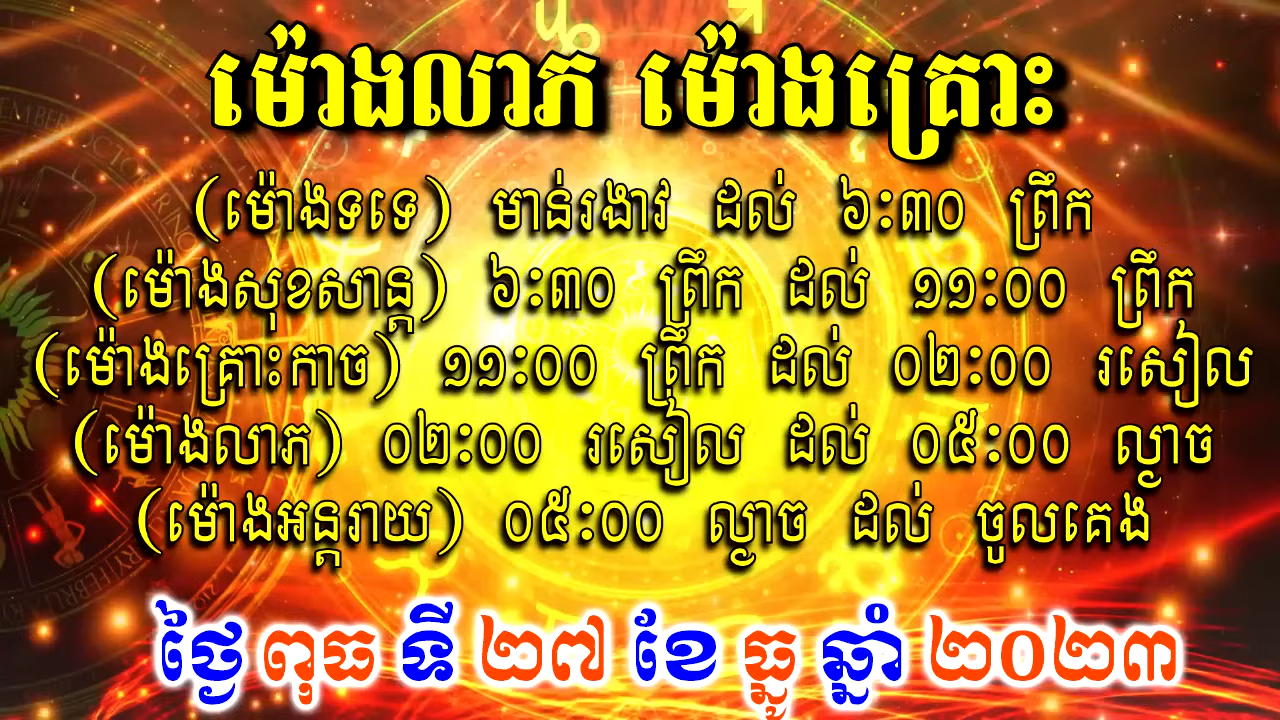 ម៉ោងលាភ ម៉ោងគ្រោះ
(ម៉ោងទទេ) មាន់រងាវ ដល់ ៦:៣០ ព្រឹក
(ម៉ោងសុខសាន្ត) ៦:៣០ ព្រឹក ដល់ ១១:០០ ព្រឹក
(ម៉ោងគ្រោះកាច) ១១:០០ ព្រឹក ដល់ ០២:០០ រសៀល
(ម៉ោងលាភ) ០២:០០ រសៀល ដល់ ០៥:០០ ល្ងាច
(ម៉ោងអន្តរាយ) ០៥:០០ ល្ងាច ដល់ ចូលគេង
ថ្ងៃ ពុធ ទី ២៧ ខែ ធ្នូ ឆ្នាំ ២០២៣